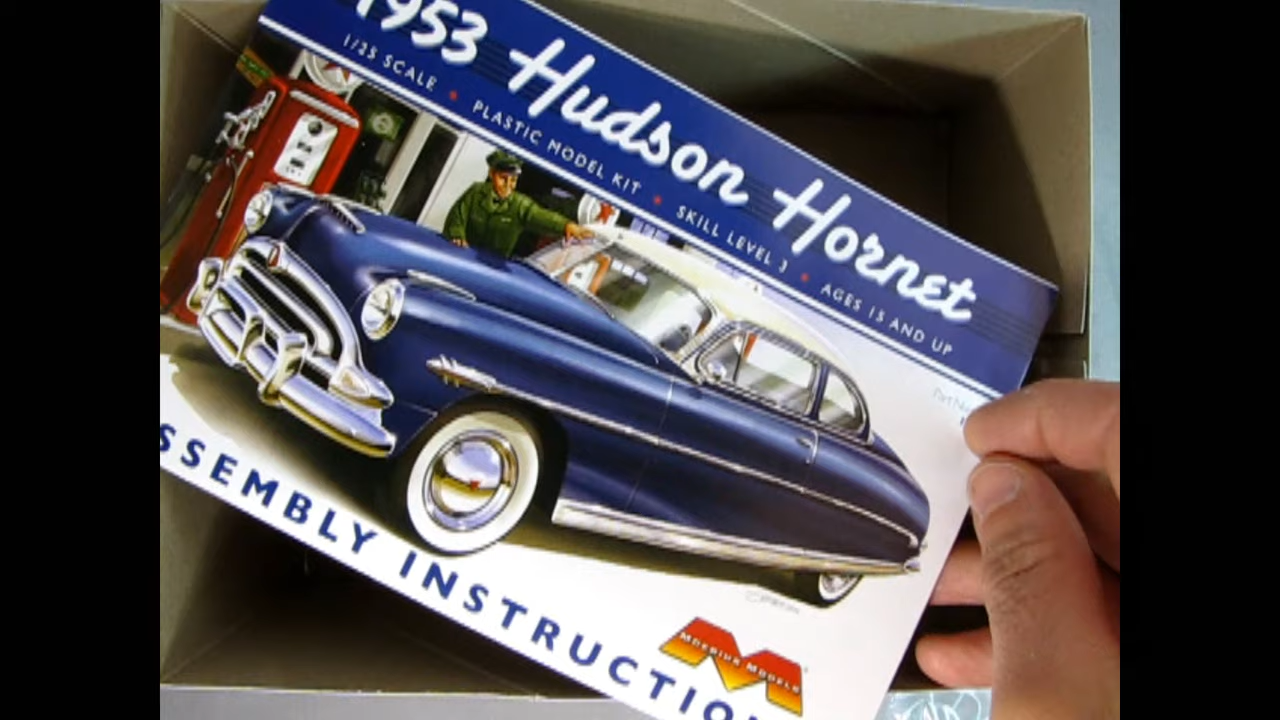 1953 Hudson Hornet
1/25 SCALE • PLASTIC MODEL KIT • SKILL LEVEL 3 • AGES 15 AND UP
SSEMBLY INSTRUCTIO
MOEBIUS MODELS